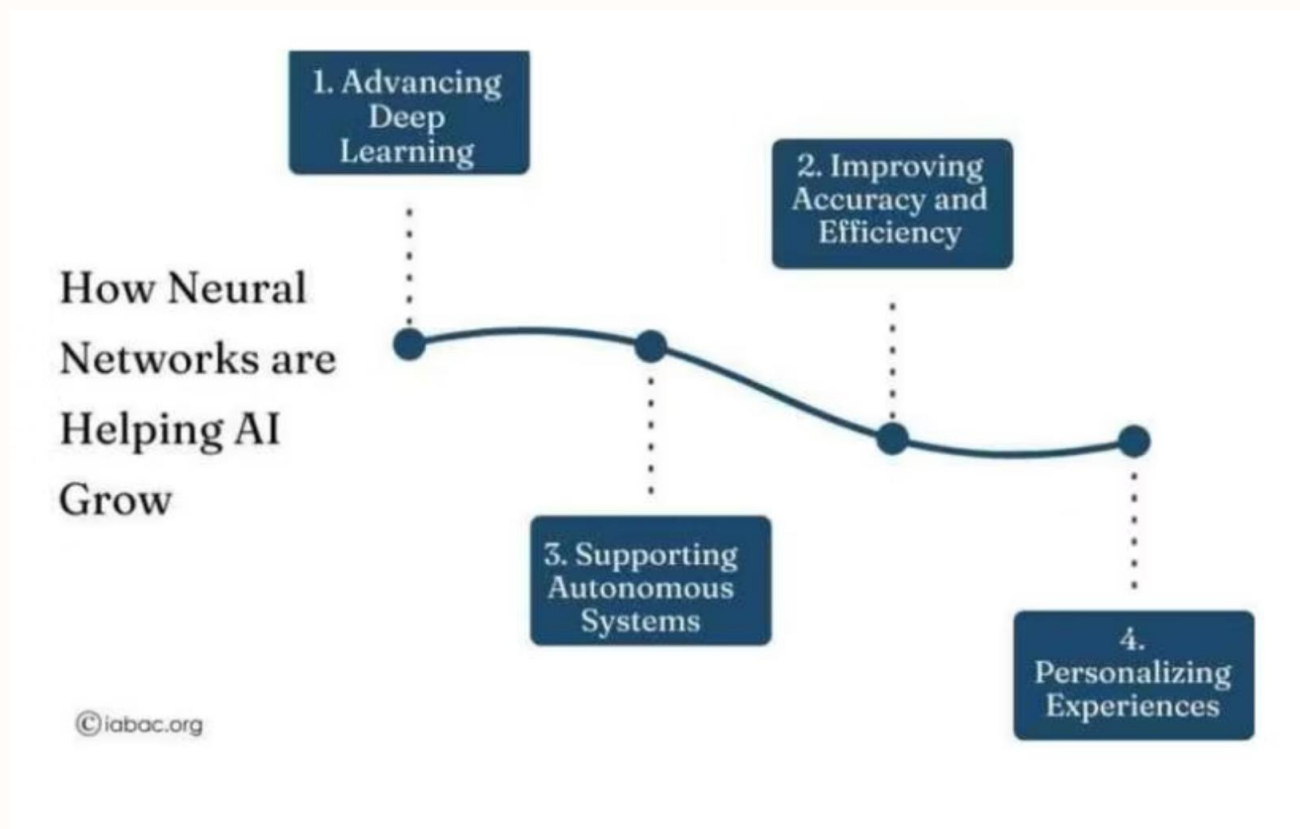 1. Advancing
Deep
Learning
2. Improving
Accuracy and
Efficiency
How Neural
Networks are
Helping AI
Grow
3. Supporting
Autonomous
Systems
4.
Personalizing
Experiences
©iabac.org